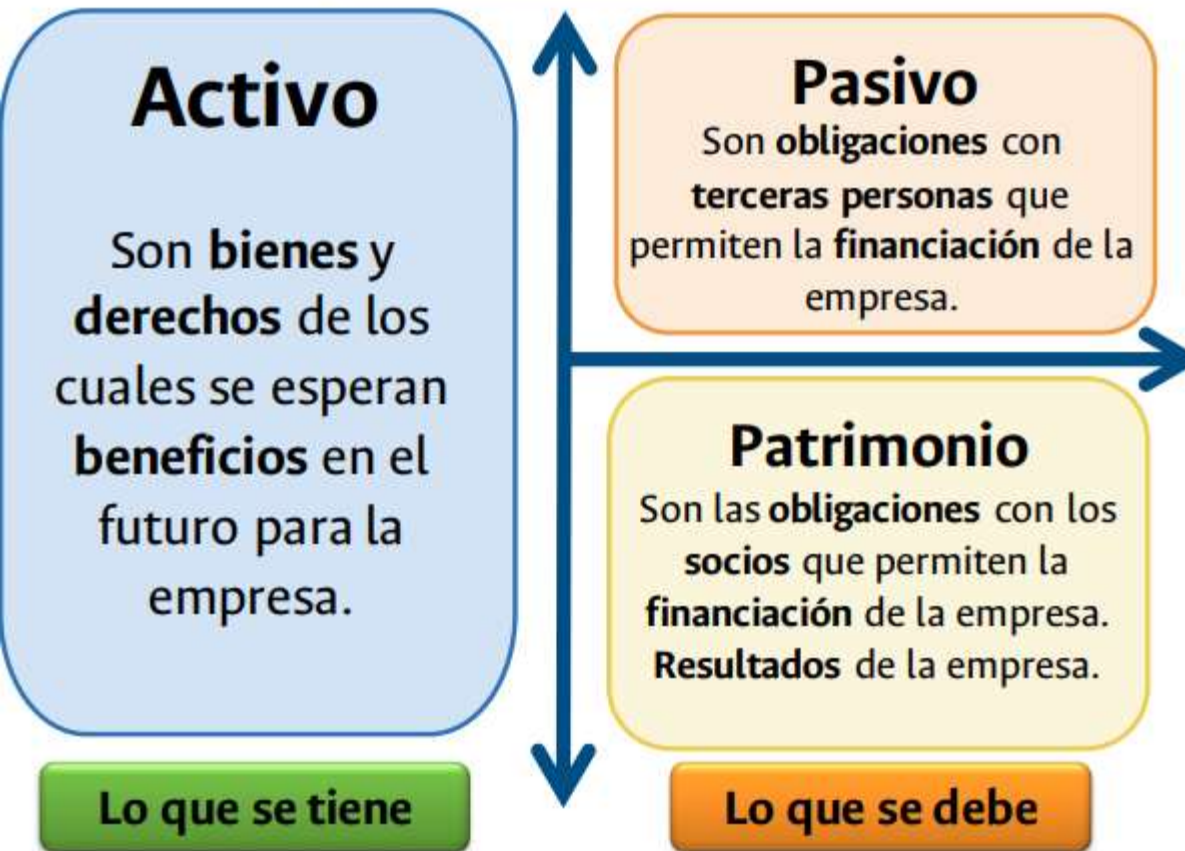 Activo
Son bienes y
derechos de los
cuales se esperan
beneficios en el
futuro para la
empresa.
Lo que se tiene
Pasivo
Son obligaciones con
terceras personas que
permiten la financiación de la
empresa.
Patrimonio
Son las obligaciones con los
socios que permiten la
financiación de la empresa.
Resultados de la empresa.
Lo que se debe